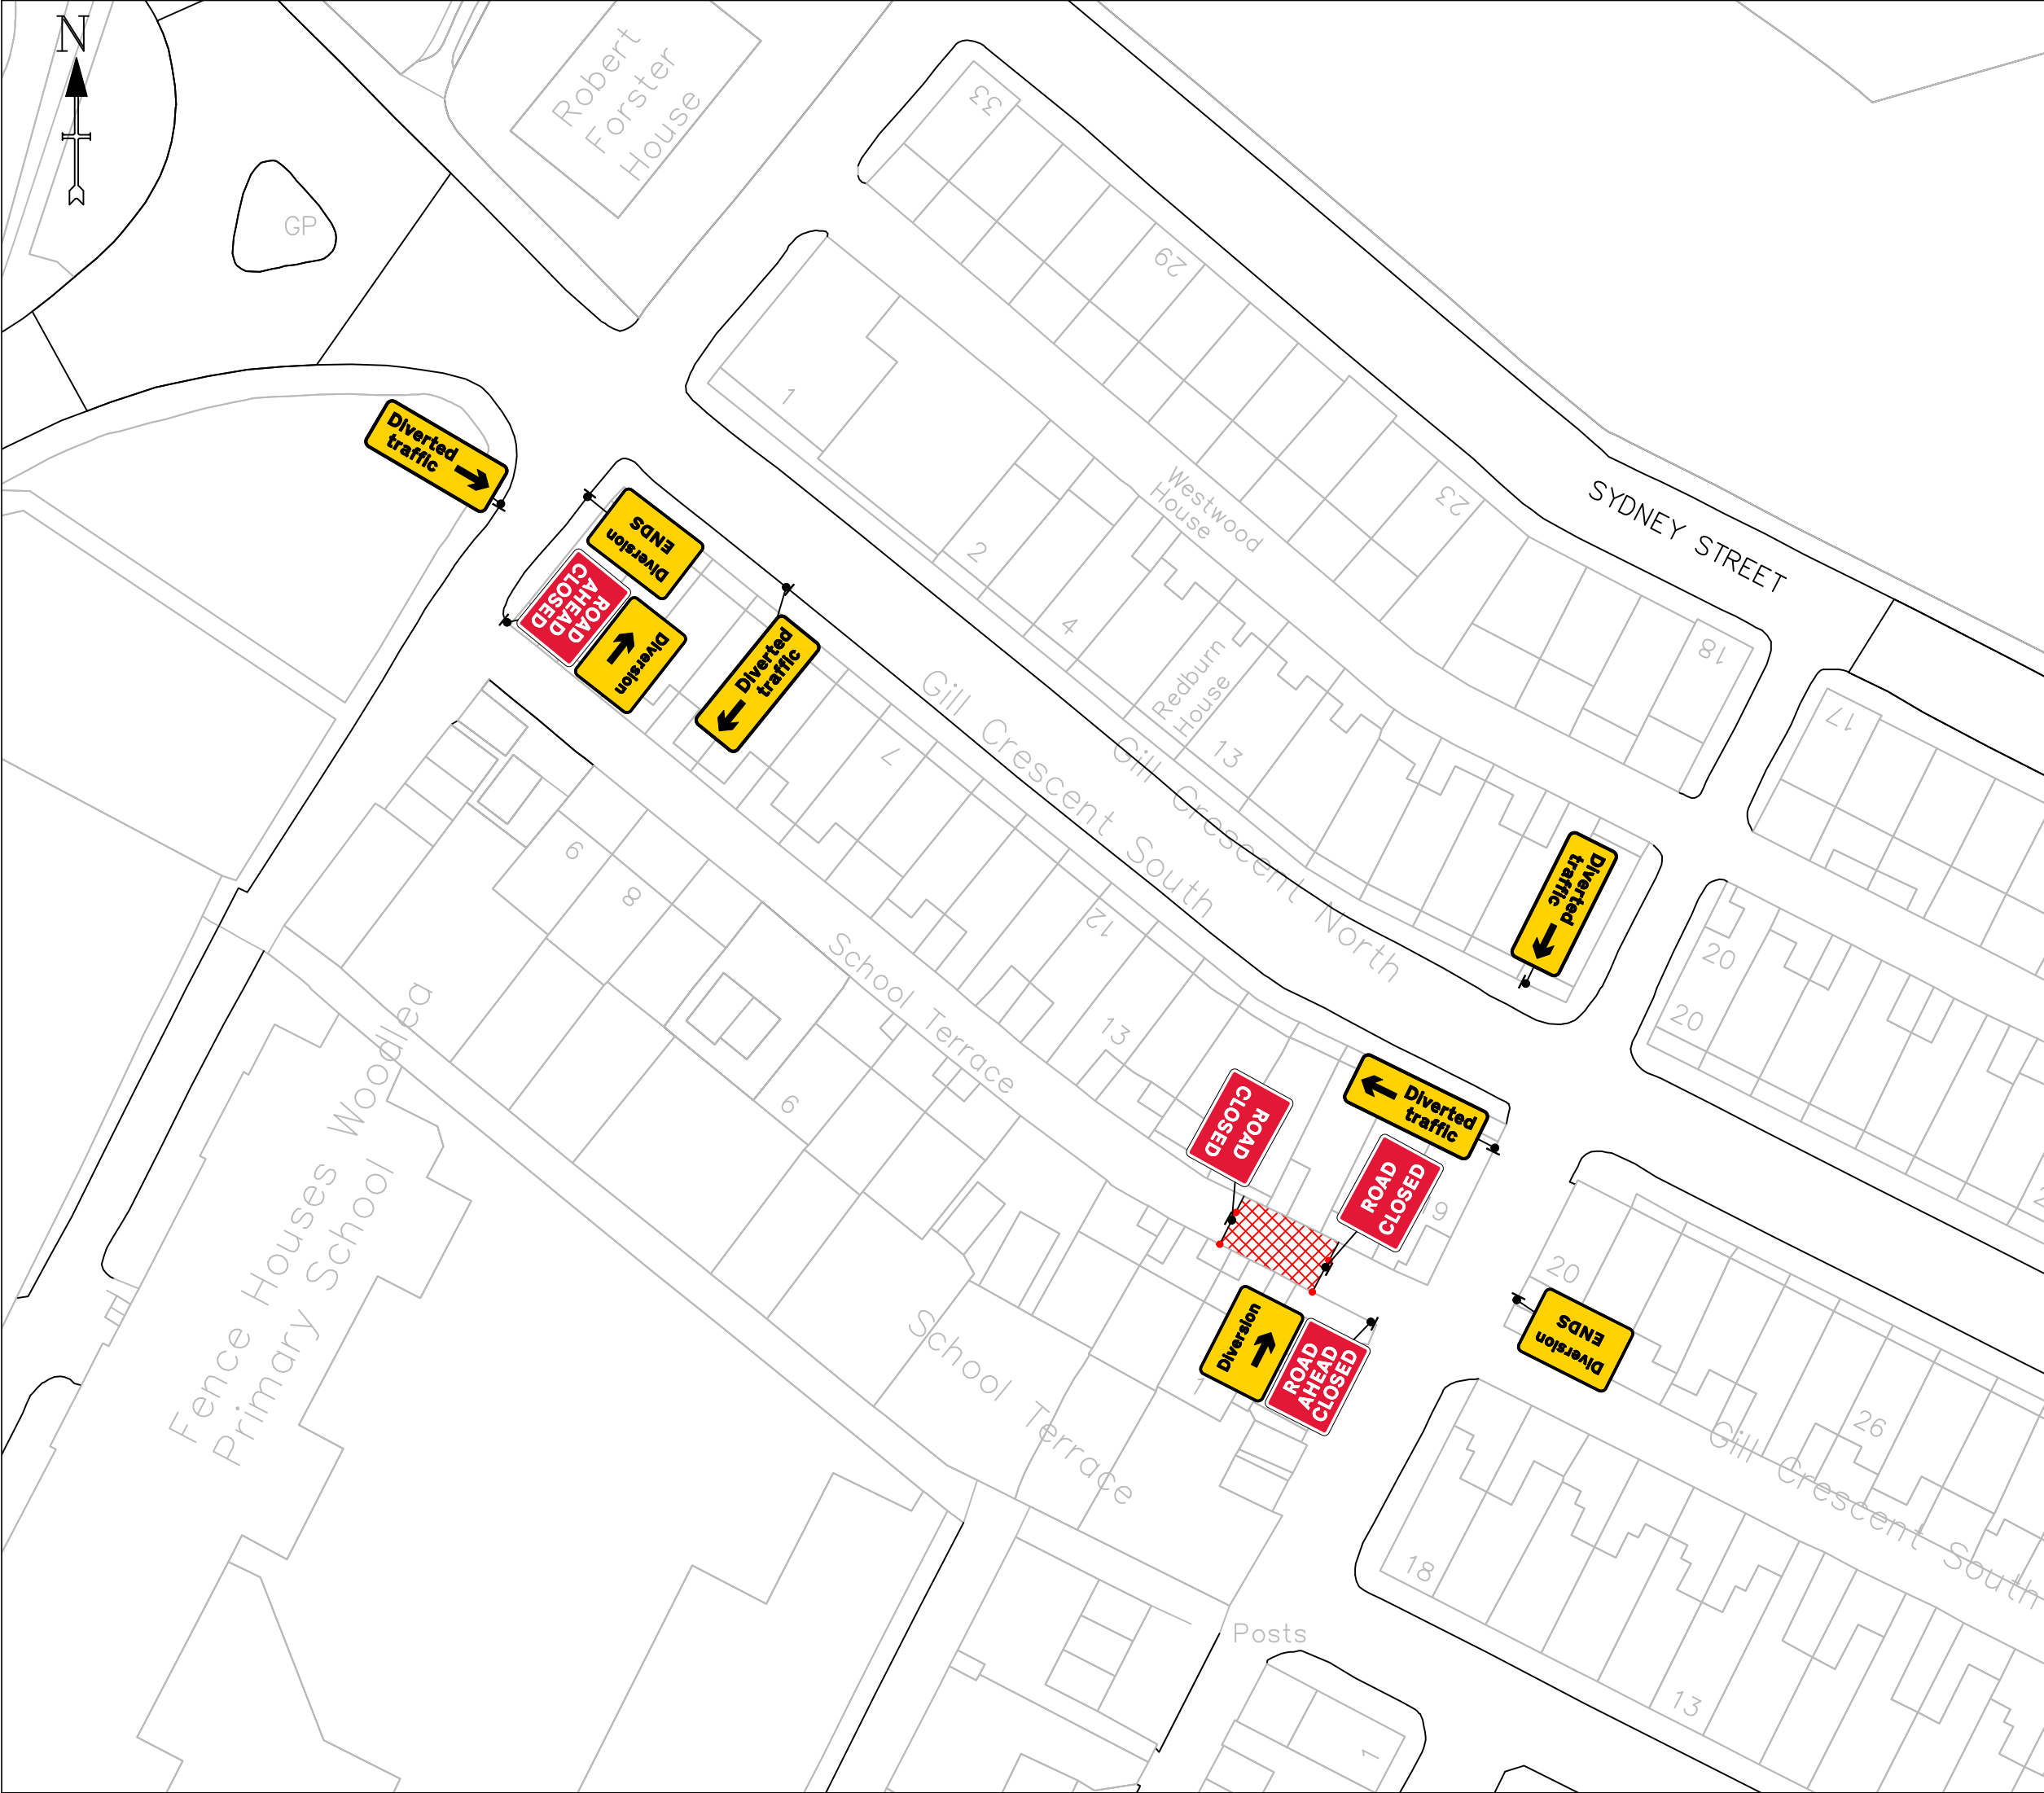 N
Robert
Forster
House
GP
33
29
23
18
17
SYDNEY STREET
1
2
4
Westwood
House
Redburn
House
13
Diverted
traffic
Diversion
ENDS
ROAD
AHEAD
CLOSED
Diversion
Diverted
traffic
Gill Crescent South
Gill Crescent North
7
12
13
6
8
School Terrace
9
Diverted
traffic
20
20
Diverted
traffic
ROAD
CLOSED
ROAD
CLOSED
19
Diversion
ROAD
AHEAD
CLOSED
1
20
Diversion
ENDS
26
Gill Crescent South
18
13
Fence Houses Woodlea
Primary School
School Terrace
Posts
1